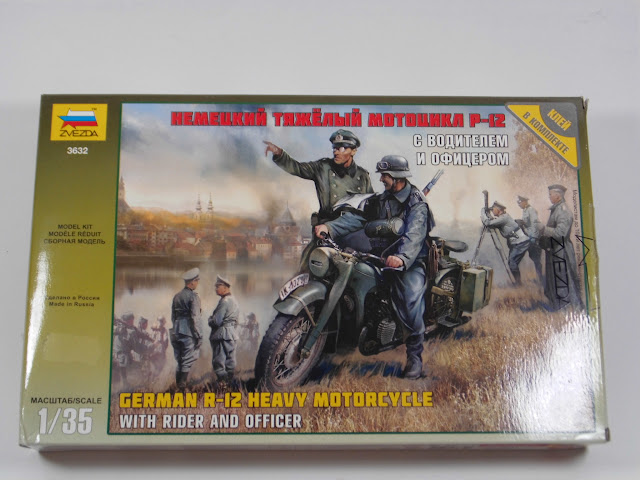 ZVEZDA
3632
НЕМЕЦКИЙ ТЯЖЁЛЫЙ МОТОЦИКЛ Р-12
С ВОДИТЕЛЕМ
И ОФИЦЕРОМ
КЛЕЙ
В КОМПЛЕКТЕ
MODEL KIT
MODÈLE RÉDUIT
СБОРНАЯ МОДЕЛЬ
Сделано в России
Made in Russia
МАСШТАБ/SCALE
1/35
GERMAN R-12 HEAVY MOTORCYCLE
WITH RIDER AND OFFICER
ZVEZDA